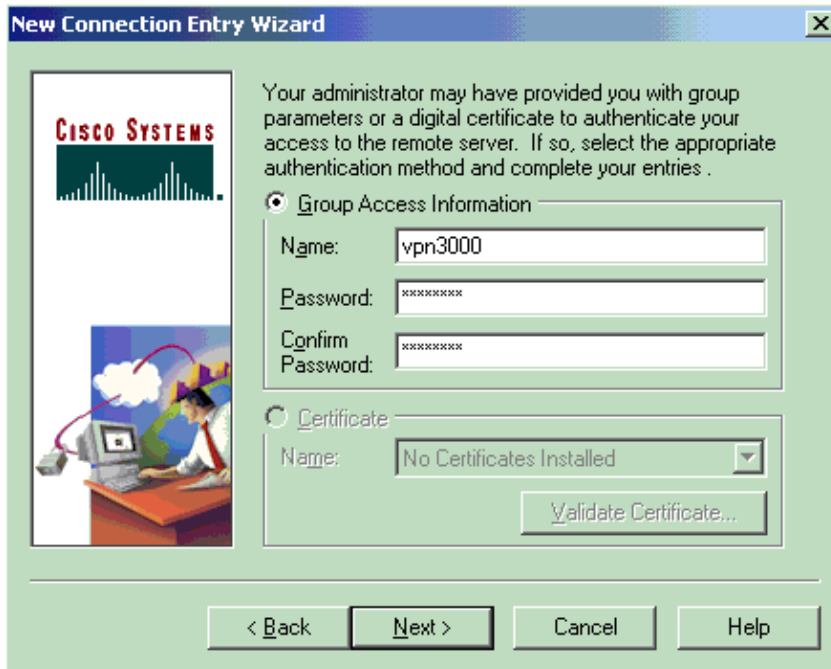 New Connection Entry Wizard
CISCO SYSTEMS
Your administrator may have provided you with group
parameters or a digital certificate to authenticate your
access to the remote server. If so, select the appropriate
authentication method and complete your entries .
Group Access Information
Name:
vpn3000
Password:
********
Confirm
Password:
********
Certificate
Name:
No Certificates Installed
Validate Certificate...
< Back
Next >
Cancel
Help